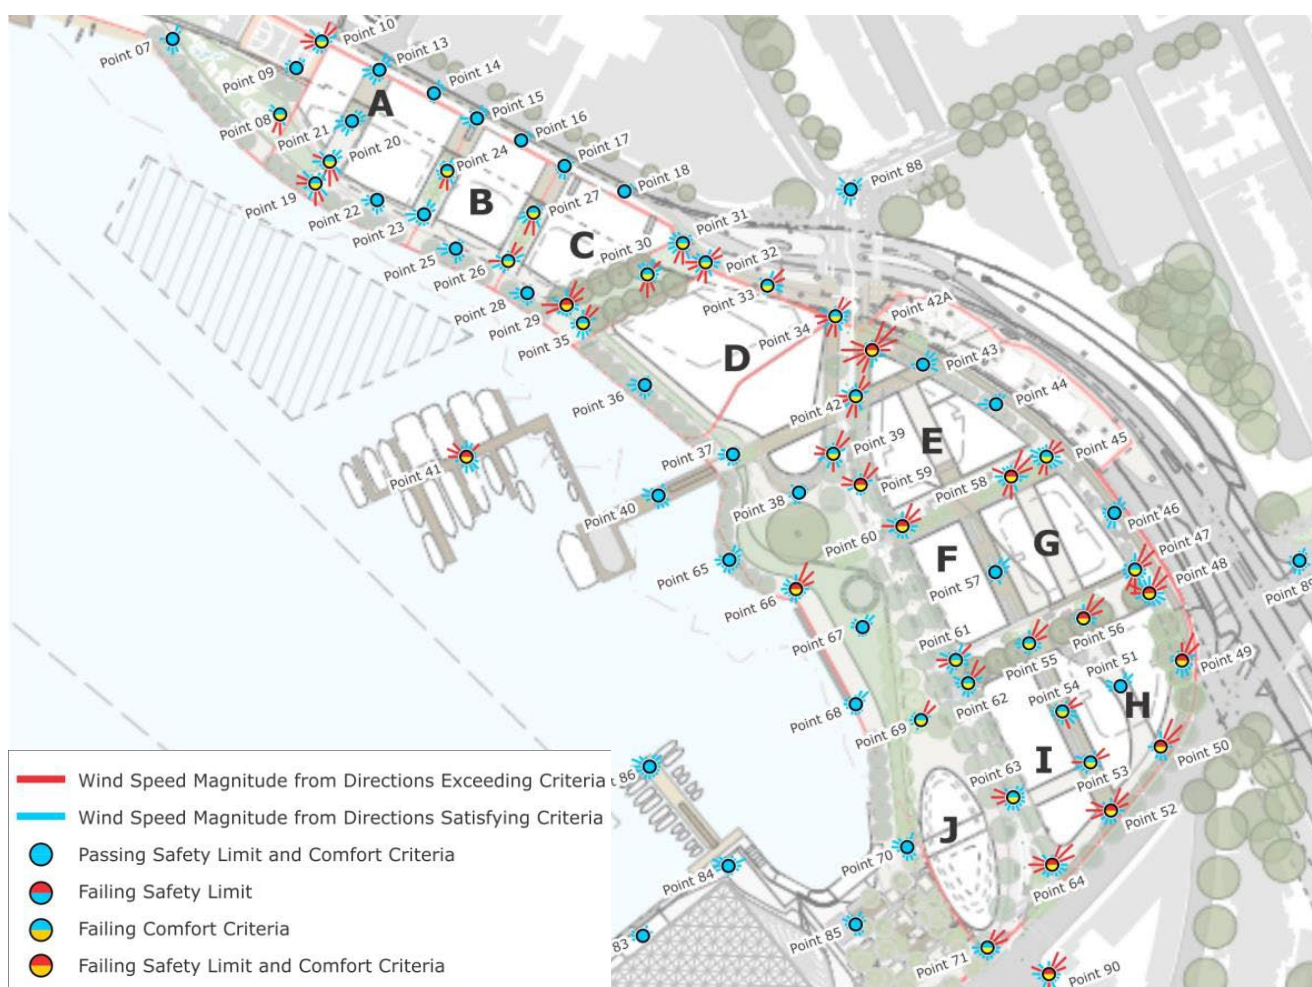 Point 07
Point 10
Point 13
Point 09
A
Point 14
Point 15
Point 08
Point 21
Point 20
Point 16
Point 17
Point 24
Point 18
Point 88
Point 19
Point 22
Point 23
B
Point 27
C
Point 30
Point 31
Point 25
Point 26
Point 32
Point 28
Point 29
Point 33
Point 42A
Point 35
Point 34
D
Point 43
Point 36
Point 42
Point 44
E
Point 37
Point 39
Point 45
Point 41
Point 59
Point 58
Point 40
Point 38
Point 46
Point 60
F
G
Point 47
Point 65
Point 57
Point 48
Point 89
Point 66
Point 67
Point 61
Point 56
Point 55
Point 51
Point 49
Point 62
Point 54
H
Point 68
Point 69
Point 50
I
Point 53
86
Point 63
Point 52
J
Point 70
Point 84
Point 64
83
Point 85
Point 71
Point 90
Wind Speed Magnitude from Directions Exceeding Criteria
Wind Speed Magnitude from Directions Satisfying Criteria
Passing Safety Limit and Comfort Criteria
Failing Safety Limit
Failing Comfort Criteria
Failing Safety Limit and Comfort Criteria